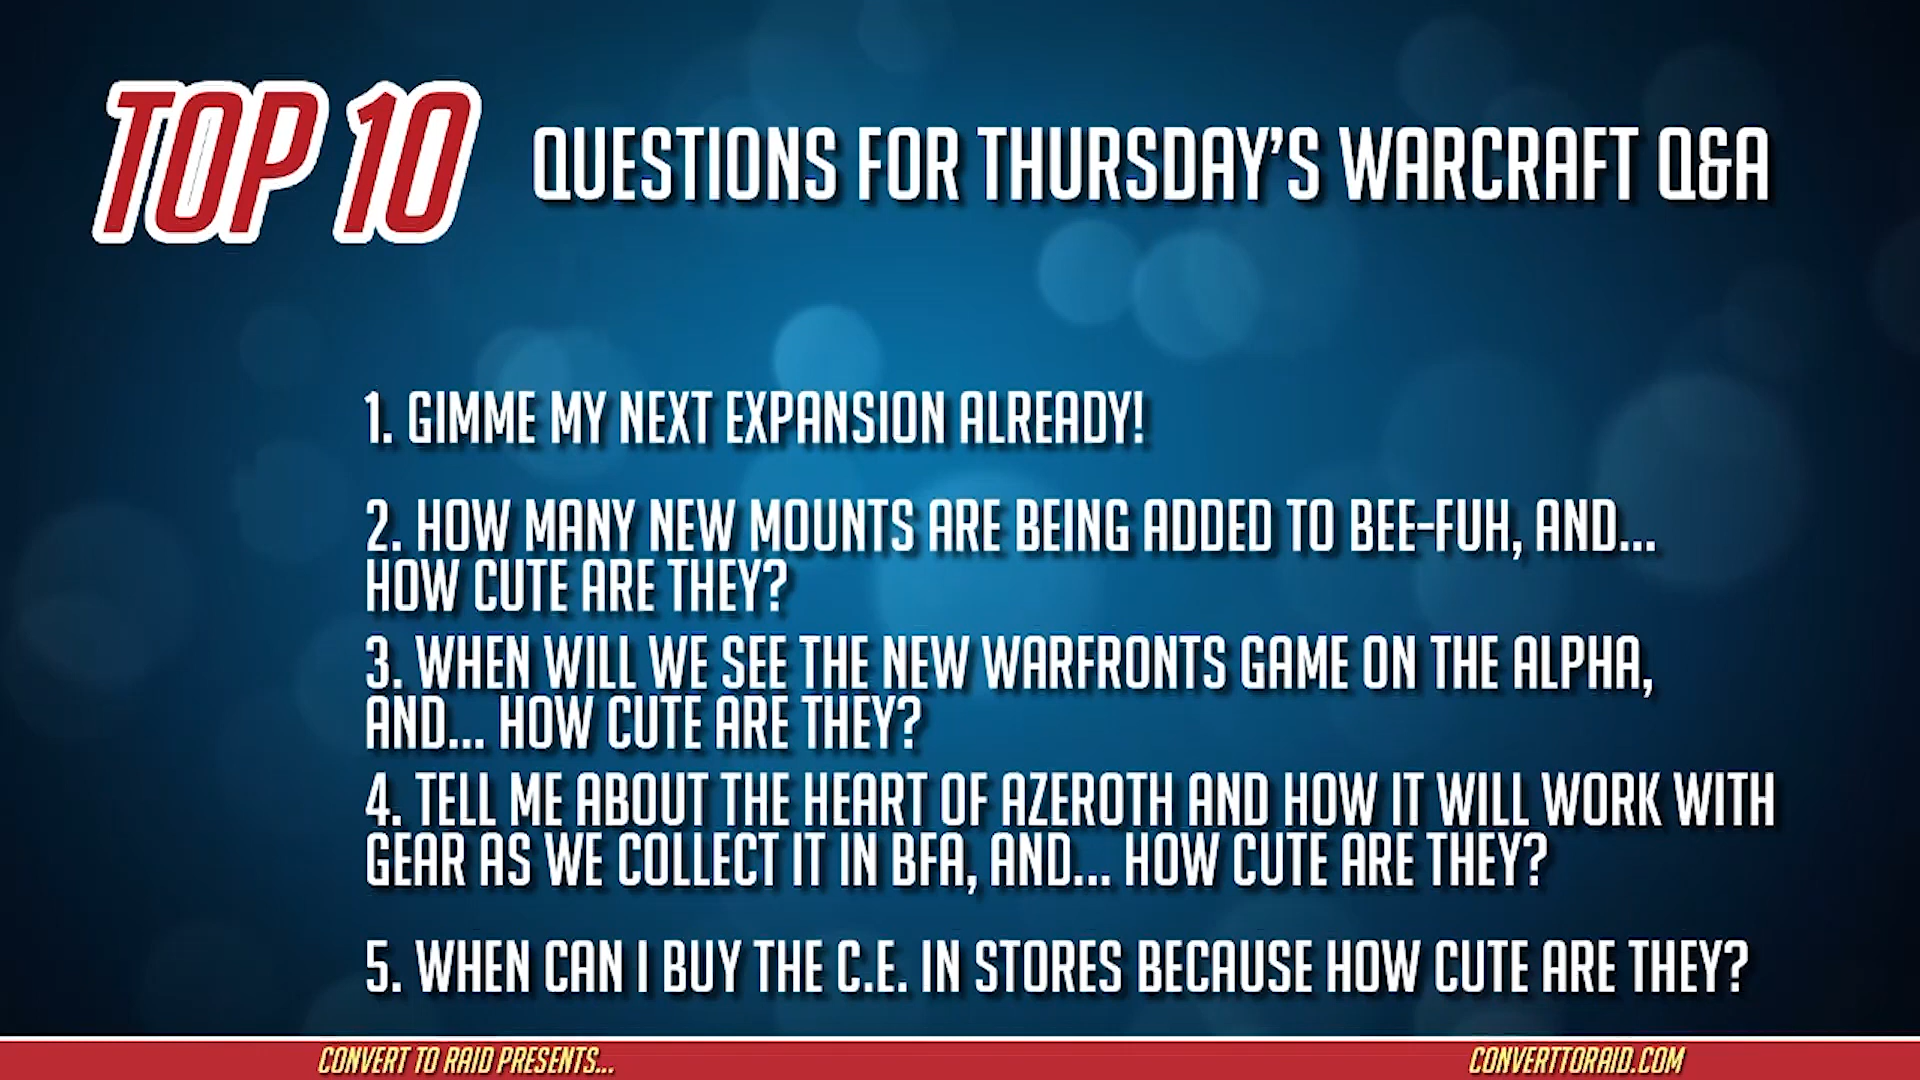 TOP 10
QUESTIONS FOR THURSDAY'S WARCRAFT Q&A
1. GIMME MY NEXT EXPANSION ALREADY!
2. HOW MANY NEW MOUNTS ARE BEING ADDED TO BEE-FUH, AND...
HOW CUTE ARE THEY?
3. WHEN WILL WE SEE THE NEW WARFRONTS GAME ON THE ALPHA,
AND... HOW CUTE ARE THEY?
4. TELL ME ABOUT THE HEART OF AZEROTH AND HOW IT WILL WORK WITH
GEAR AS WE COLLECT IT IN BFA, AND... HOW CUTE ARE THEY?
5. WHEN CAN I BUY THE C.E. IN STORES BECAUSE HOW CUTE ARE THEY?
CONVERT TO RAID PRESENTS...
CONVERTTORAID.COM